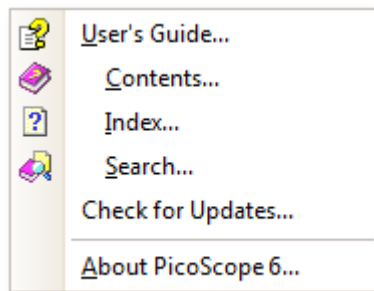 User's Guide...
Contents...
Index...
Search...
Check for Updates...
About PicoScope 6...